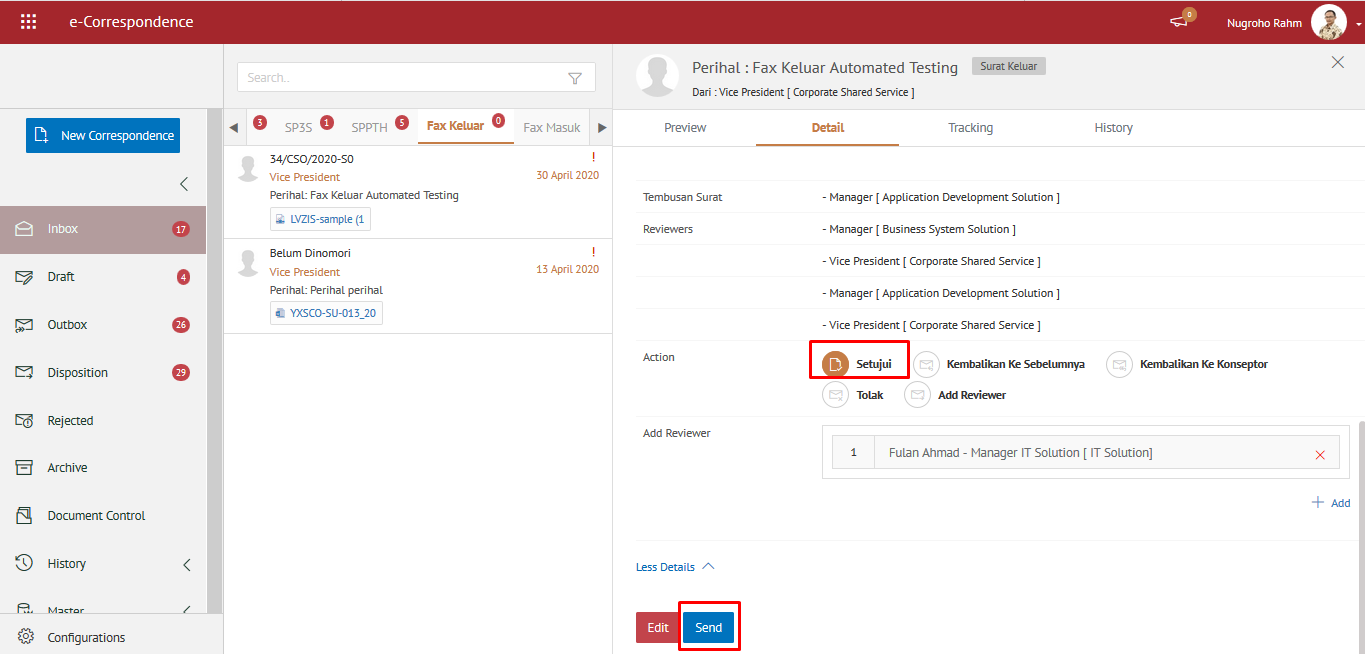 e-Correspondence
0
Nugroho Rahm
New Correspondence
Inbox 17
Draft 4
Outbox 26
Disposition 29
Rejected
Archive
Document Control
History
Master
Configurations
Search..
3 SP3S 1 SPPTH 5 Fax Keluar 0 Fax Masuk
34/CSO/2020-S0 !
Vice President 30 April 2020
Perihal: Fax Keluar Automated Testing
LVZIS-sample (1
Belum Dinomori !
Vice President 13 April 2020
Perihal: Perihal perihal
YXSCO-SU-013_20
Perihal : Fax Keluar Automated Testing Surat Keluar
Dari : Vice President [ Corporate Shared Service ]
Preview Detail Tracking History
Tembusan Surat - Manager [ Application Development Solution ]
Reviewers - Manager [ Business System Solution ]
- Vice President [ Corporate Shared Service ]
- Manager [ Application Development Solution ]
- Vice President [ Corporate Shared Service ]
Action Setujui Kembalikan Ke Sebelumnya Kembalikan Ke Konseptor
Tolak Add Reviewer
Add Reviewer
1 Fulan Ahmad - Manager IT Solution [ IT Solution]
Add
Less Details
Edit Send